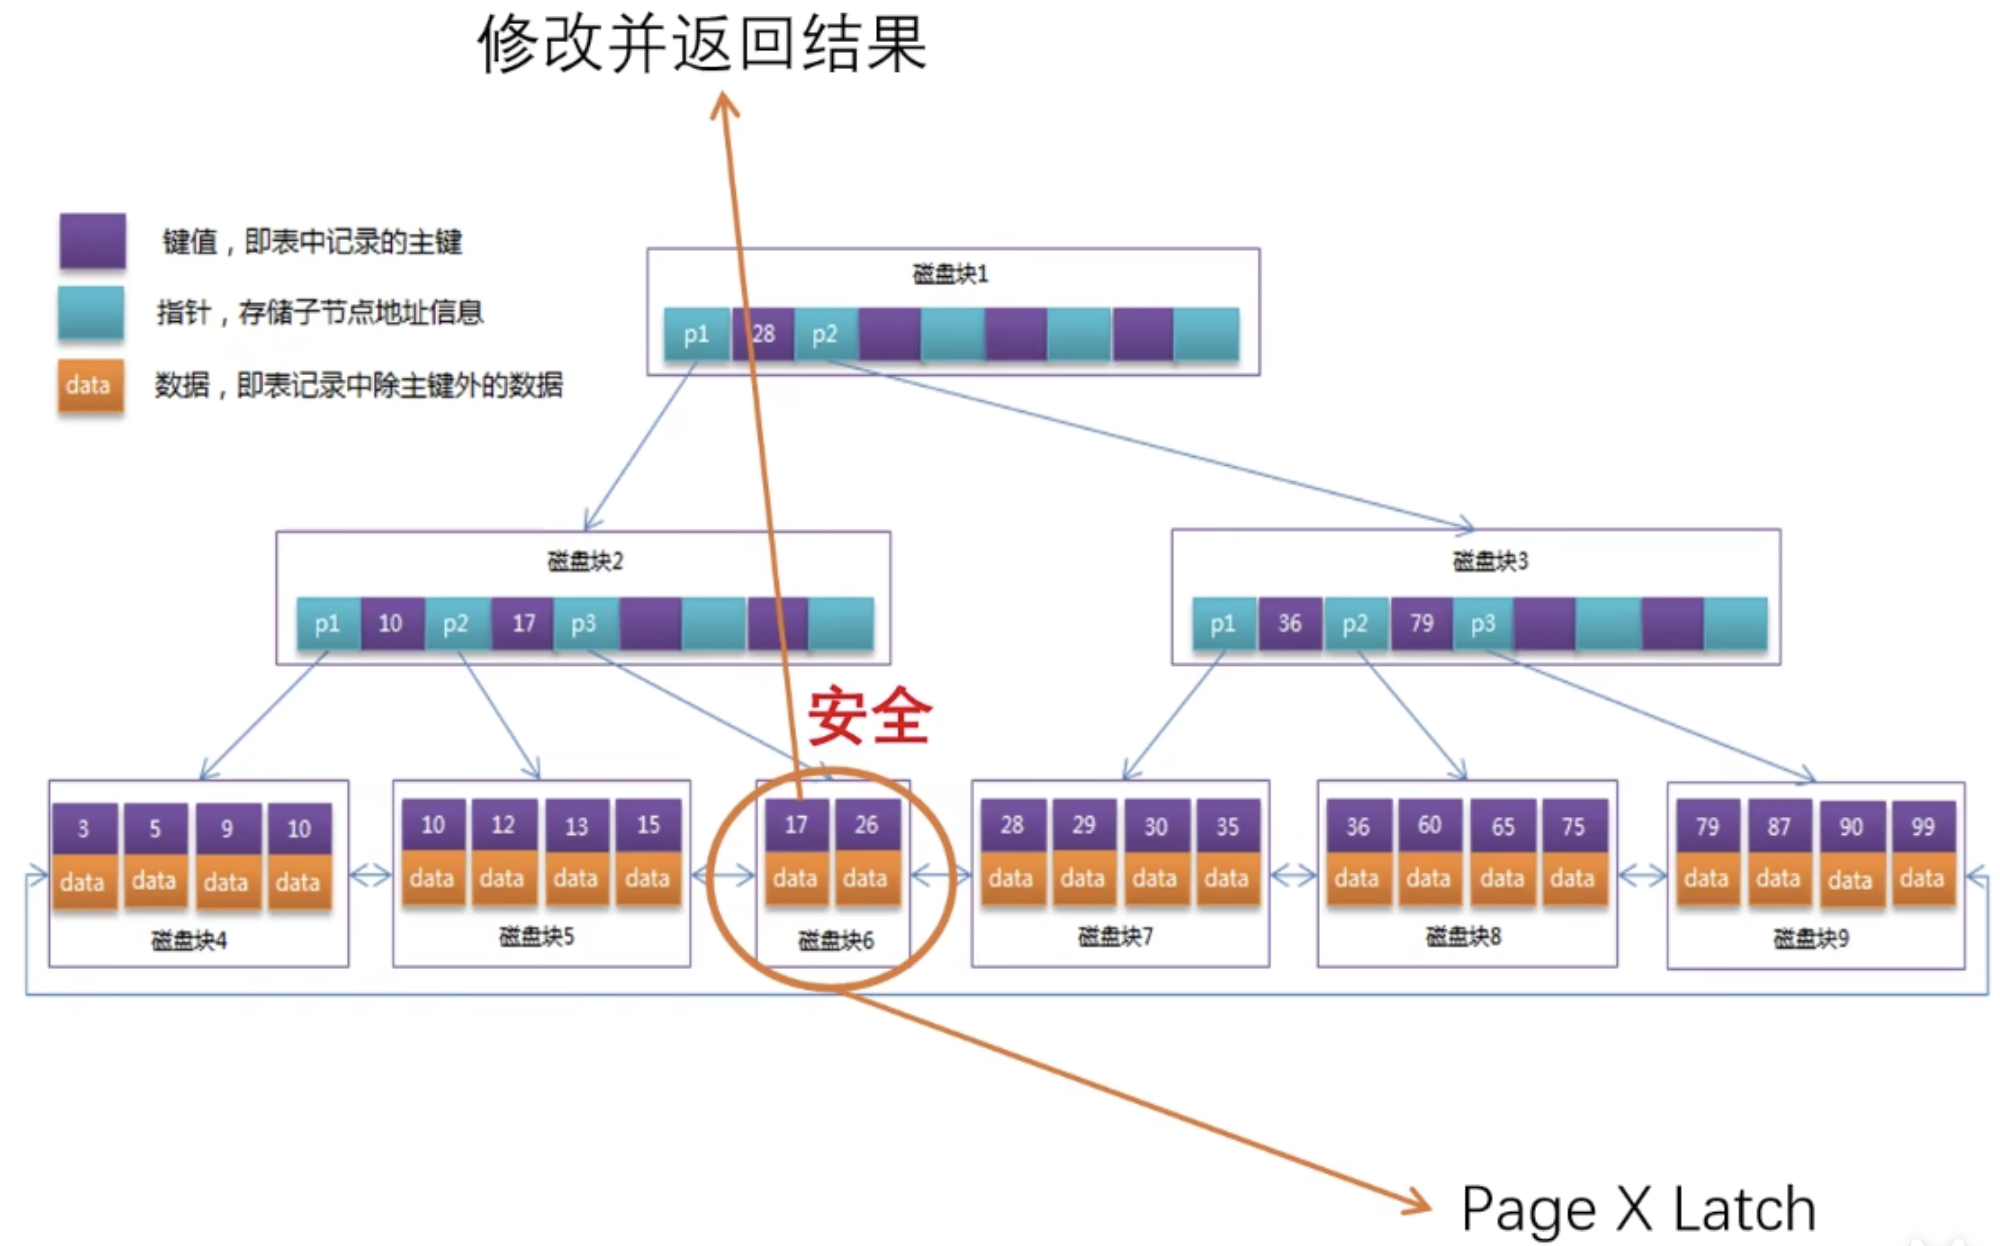 修改并返回结果
键值，即表中记录的主键
指针，存储子节点地址信息
data 数据，即表记录中除主键外的数据
磁盘块1
p1 28 p2
磁盘块2
p1 10 p2 17 p3
磁盘块3
p1 36 p2 79 p3
安全
3 5 9 10
data data data data
磁盘块4
10 12 13 15
data data data data
磁盘块5
17 26
data data
磁盘块6
28 29 30 35
data data data data
磁盘块7
36 60 65 75
data data data data
磁盘块8
79 87 90 99
data data data data
磁盘块9
Page X Latch